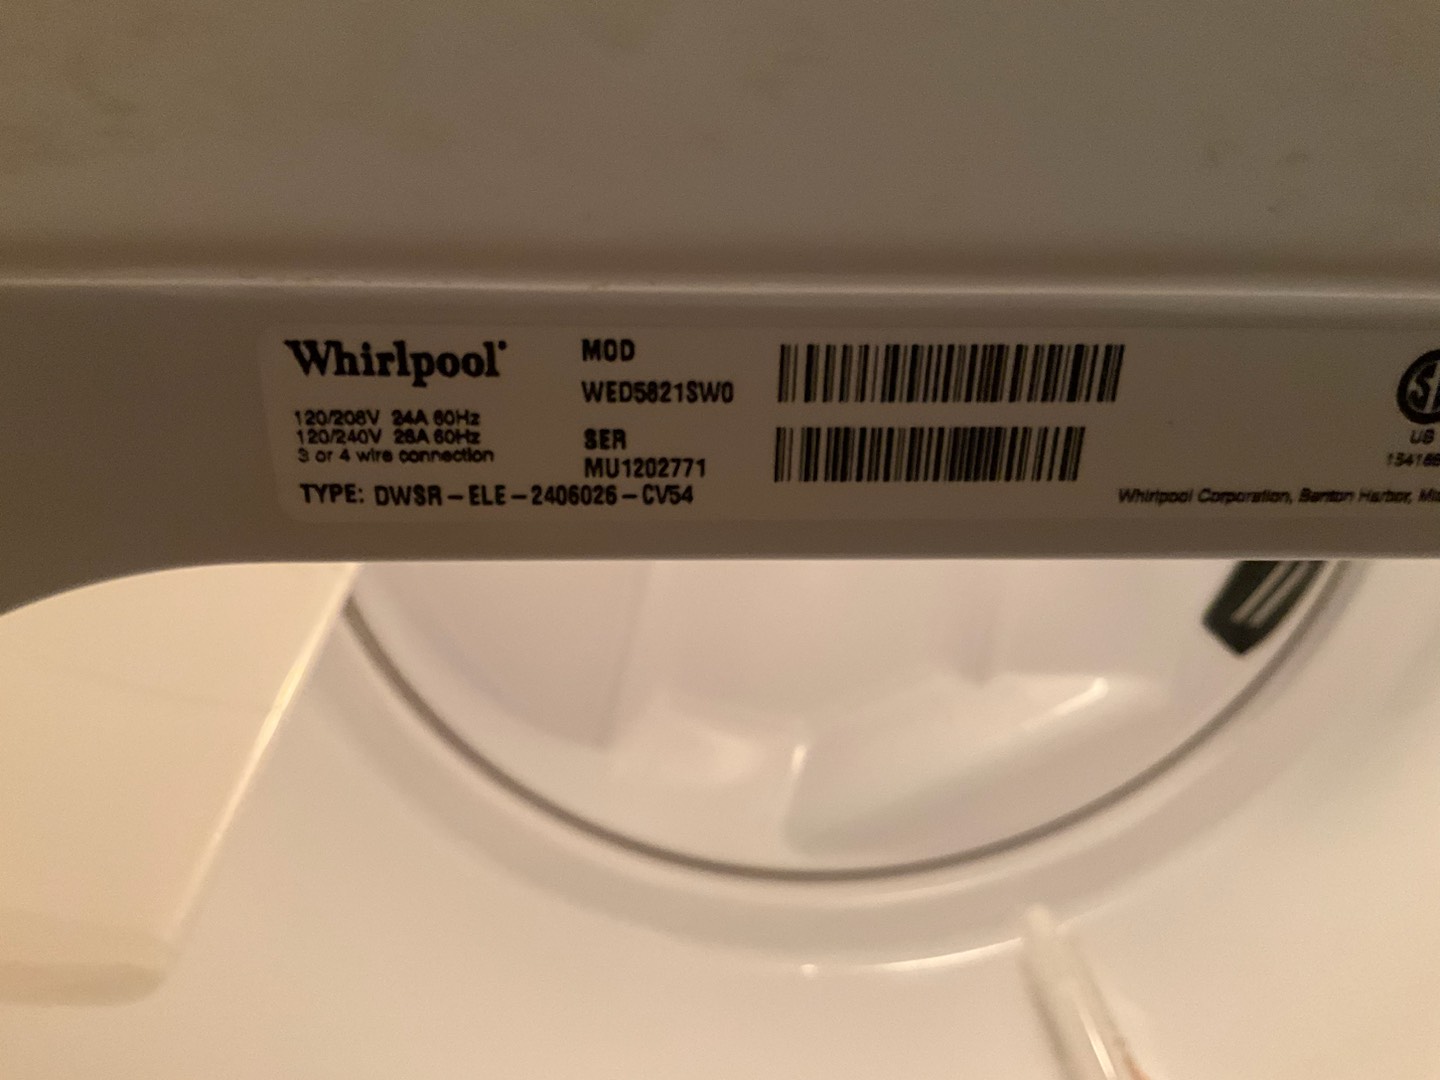 Whirlpool
120/208V 24A 60Hz
120/240V 26A 60Hz
3 or 4 wire connection
TYPE: DWSR-ELE-2406026-CV54
MOD
WED5821SW0
SER
MU1202771
US
Whirlpool Corporation, Benton Harbor,